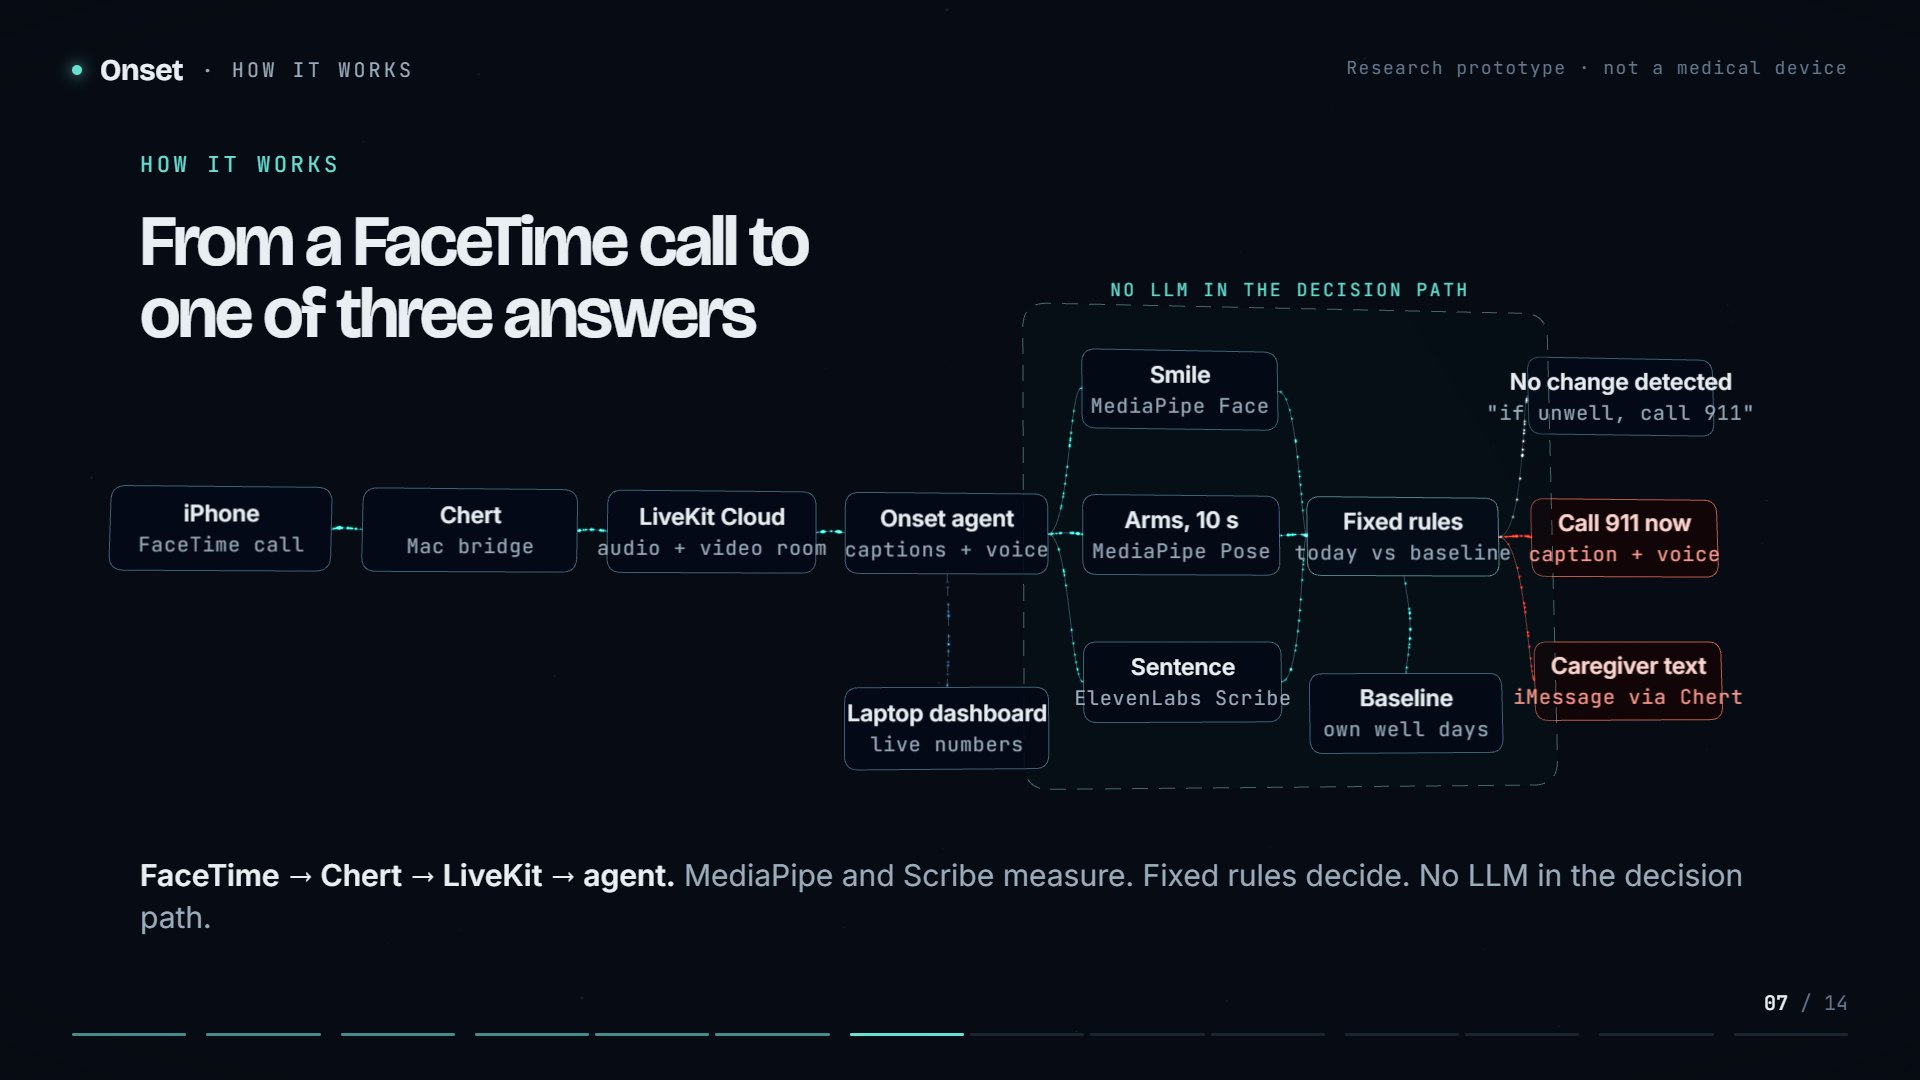 Onset · HOW IT WORKS
Research prototype · not a medical device
HOW IT WORKS
From a FaceTime call to
one of three answers
NO LLM IN THE DECISION PATH
iPhone
FaceTime call
Chert
Mac bridge
LiveKit Cloud
audio + video room
Onset agent
captions + voice
Laptop dashboard
live numbers
Smile
MediaPipe Face
Arms, 10 s
MediaPipe Pose
Sentence
ElevenLabs Scribe
Fixed rules
today vs baseline
Baseline
own well days
No change detected
"if unwell, call 911"
Call 911 now
caption + voice
Caregiver text
iMessage via Chert
FaceTime → Chert → LiveKit → agent. MediaPipe and Scribe measure. Fixed rules decide. No LLM in the decision
path.
07 / 14